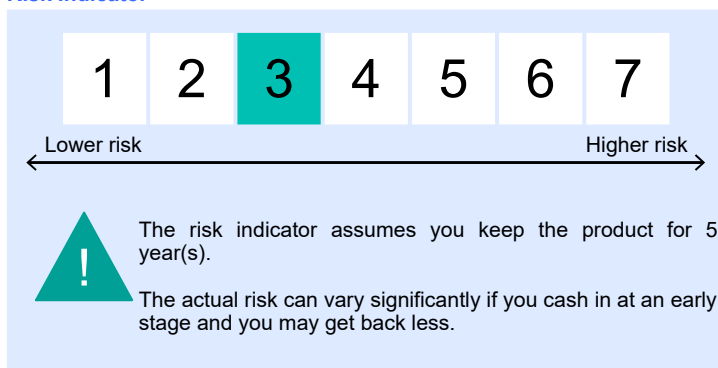 Risk Indicator
1 2 3 4 5 6 7
Lower risk Higher risk
The risk indicator assumes you keep the product for 5
year(s).
!
The actual risk can vary significantly if you cash in at an early
stage and you may get back less.